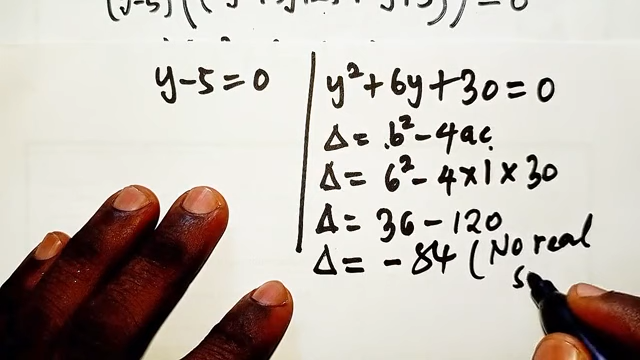 y-5=0
y²+6y+30=0
Δ= b²-4ac
Δ= 6²-4×1×30
Δ= 36-120
Δ= -84 (No real